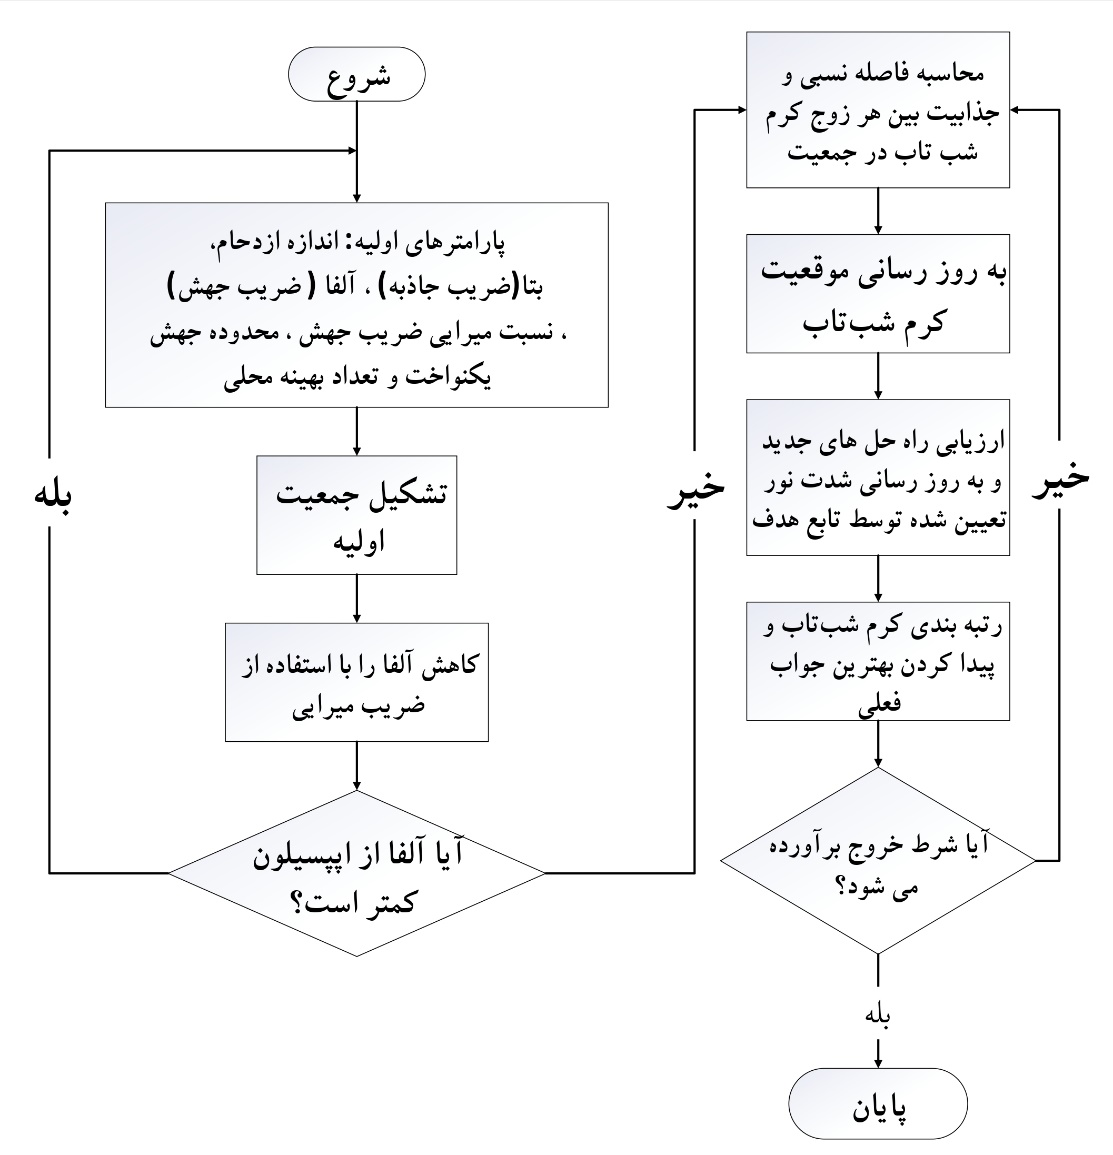 شروع
پارامترهای اولیه: اندازه ازدحام،
بتا(ضریب جاذبه) ، آلفا ( ضریب جهش)
، نسبت میرایی ضریب جهش ، محدوده جهش
یکنواخت و تعداد بهینه محلی
تشکیل جمعیت
اولیه
کاهش آلفا را با استفاده از
ضریب میرایی
آیا آلفا از اپپسیلون
کمتر است؟
بله
خیر
محاسبه فاصله نسبی و
جذابیت بین هر زوج کرم
شب تاب در جمعیت
به روز رسانی موقعیت
کرم شب‌تاب
ارزیابی راه حل های جدید
و به روز رسانی شدت نور
تعیین شده توسط تابع هدف
رتبه بندی کرم شب‌تاب و
پیدا کردن بهترین جواب
فعلی
آیا شرط خروج برآورده
می شود؟
خیر
بله
پایان